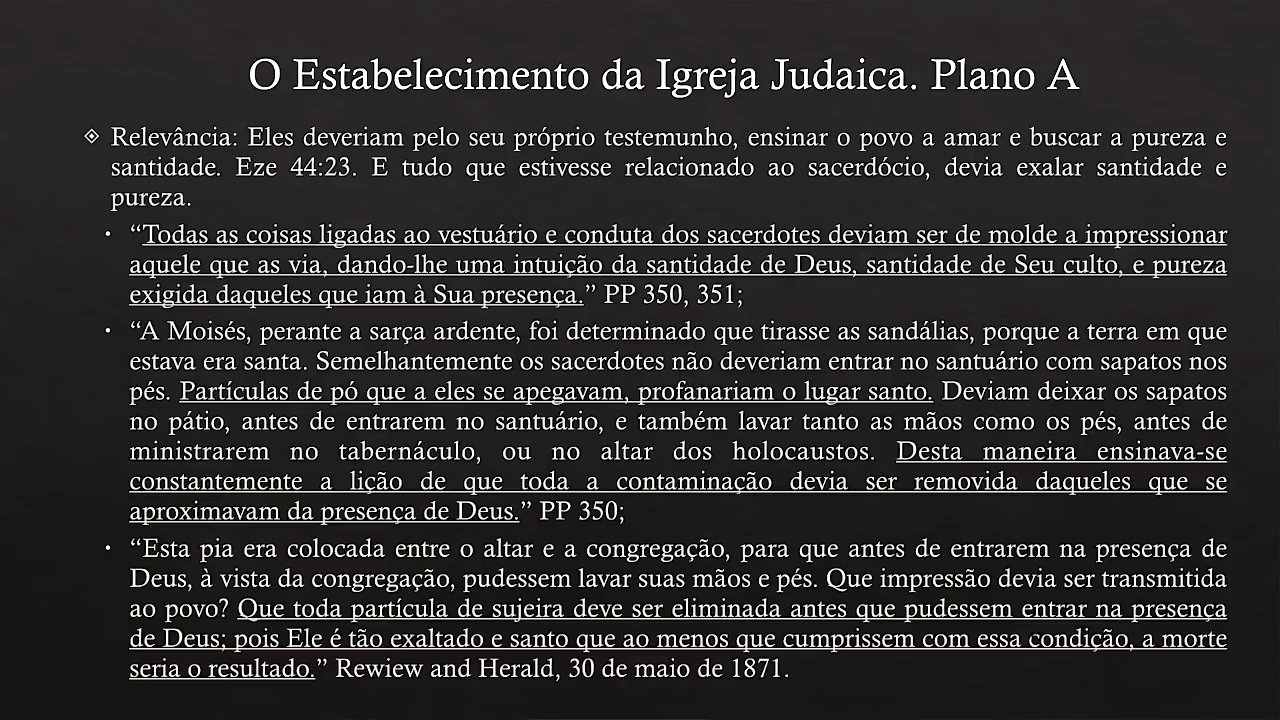 O Estabelecimento da Igreja Judaica. Plano A
Relevância: Eles deveriam pelo seu próprio testemunho, ensinar o povo a amar e buscar a pureza e
santidade. Eze 44:23. E tudo que estivesse relacionado ao sacerdócio, devia exalar santidade e
pureza.
• “Todas as coisas ligadas ao vestuário e conduta dos sacerdotes deviam ser de molde a impressionar
aquele que as via, dando-lhe uma intuição da santidade de Deus, santidade de Seu culto, e pureza
exigida daqueles que iam à Sua presença.” PP 350, 351;
• “A Moisés, perante a sarça ardente, foi determinado que tirasse as sandálias, porque a terra em que
estava era santa. Semelhantemente os sacerdotes não deveriam entrar no santuário com sapatos nos
pés. Partículas de pó que a eles se apegavam, profanariam o lugar santo. Deviam deixar os sapatos
no pátio, antes de entrarem no santuário, e também lavar tanto as mãos como os pés, antes de
ministrarem no tabernáculo, ou no altar dos holocaustos. Desta maneira ensinava-se
constantemente a lição de que toda a contaminação devia ser removida daqueles que se
aproximavam da presença de Deus.” PP 350;
• “Esta pia era colocada entre o altar e a congregação, para que antes de entrarem na presença de
Deus, à vista da congregação, pudessem lavar suas mãos e pés. Que impressão devia ser transmitida
ao povo? Que toda partícula de sujeira deve ser eliminada antes que pudessem entrar na presença
de Deus; pois Ele é tão exaltado e santo que ao menos que cumprissem com essa condição, a morte
seria o resultado.” Rewiew and Herald, 30 de maio de 1871.